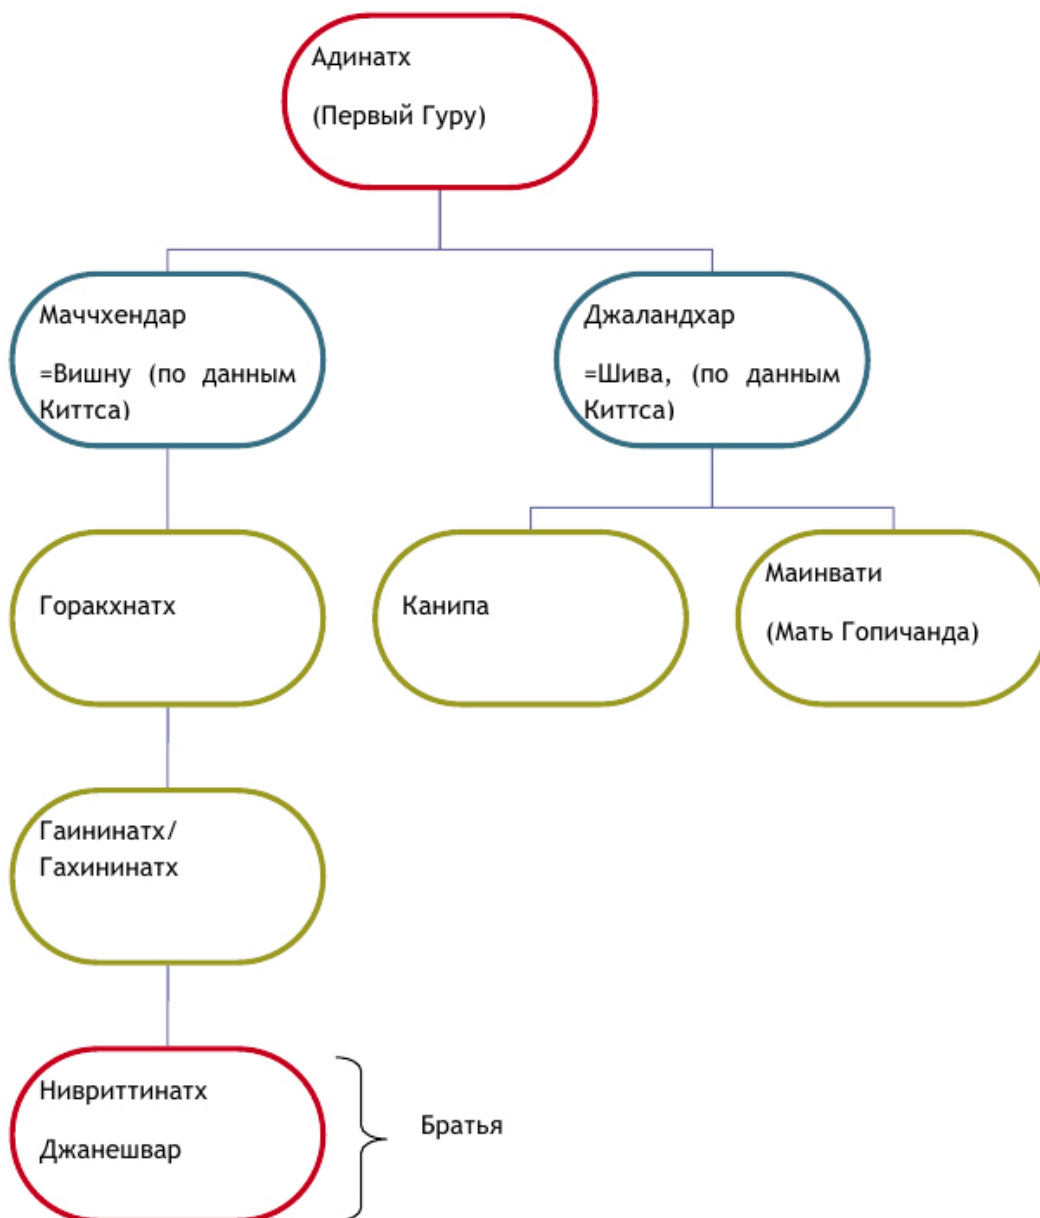 Адинатх
(Первый Гуру)
Маччхендар
=Вишну (по данным
Киттса)
Джаландхар
=Шива, (по данным
Киттса)
Горакхнатх
Канипа
Маинвати
(Мать Гопичанда)
Гаининатх/
Гахининатх
Нивриттинатх
Джанешвар
Братья